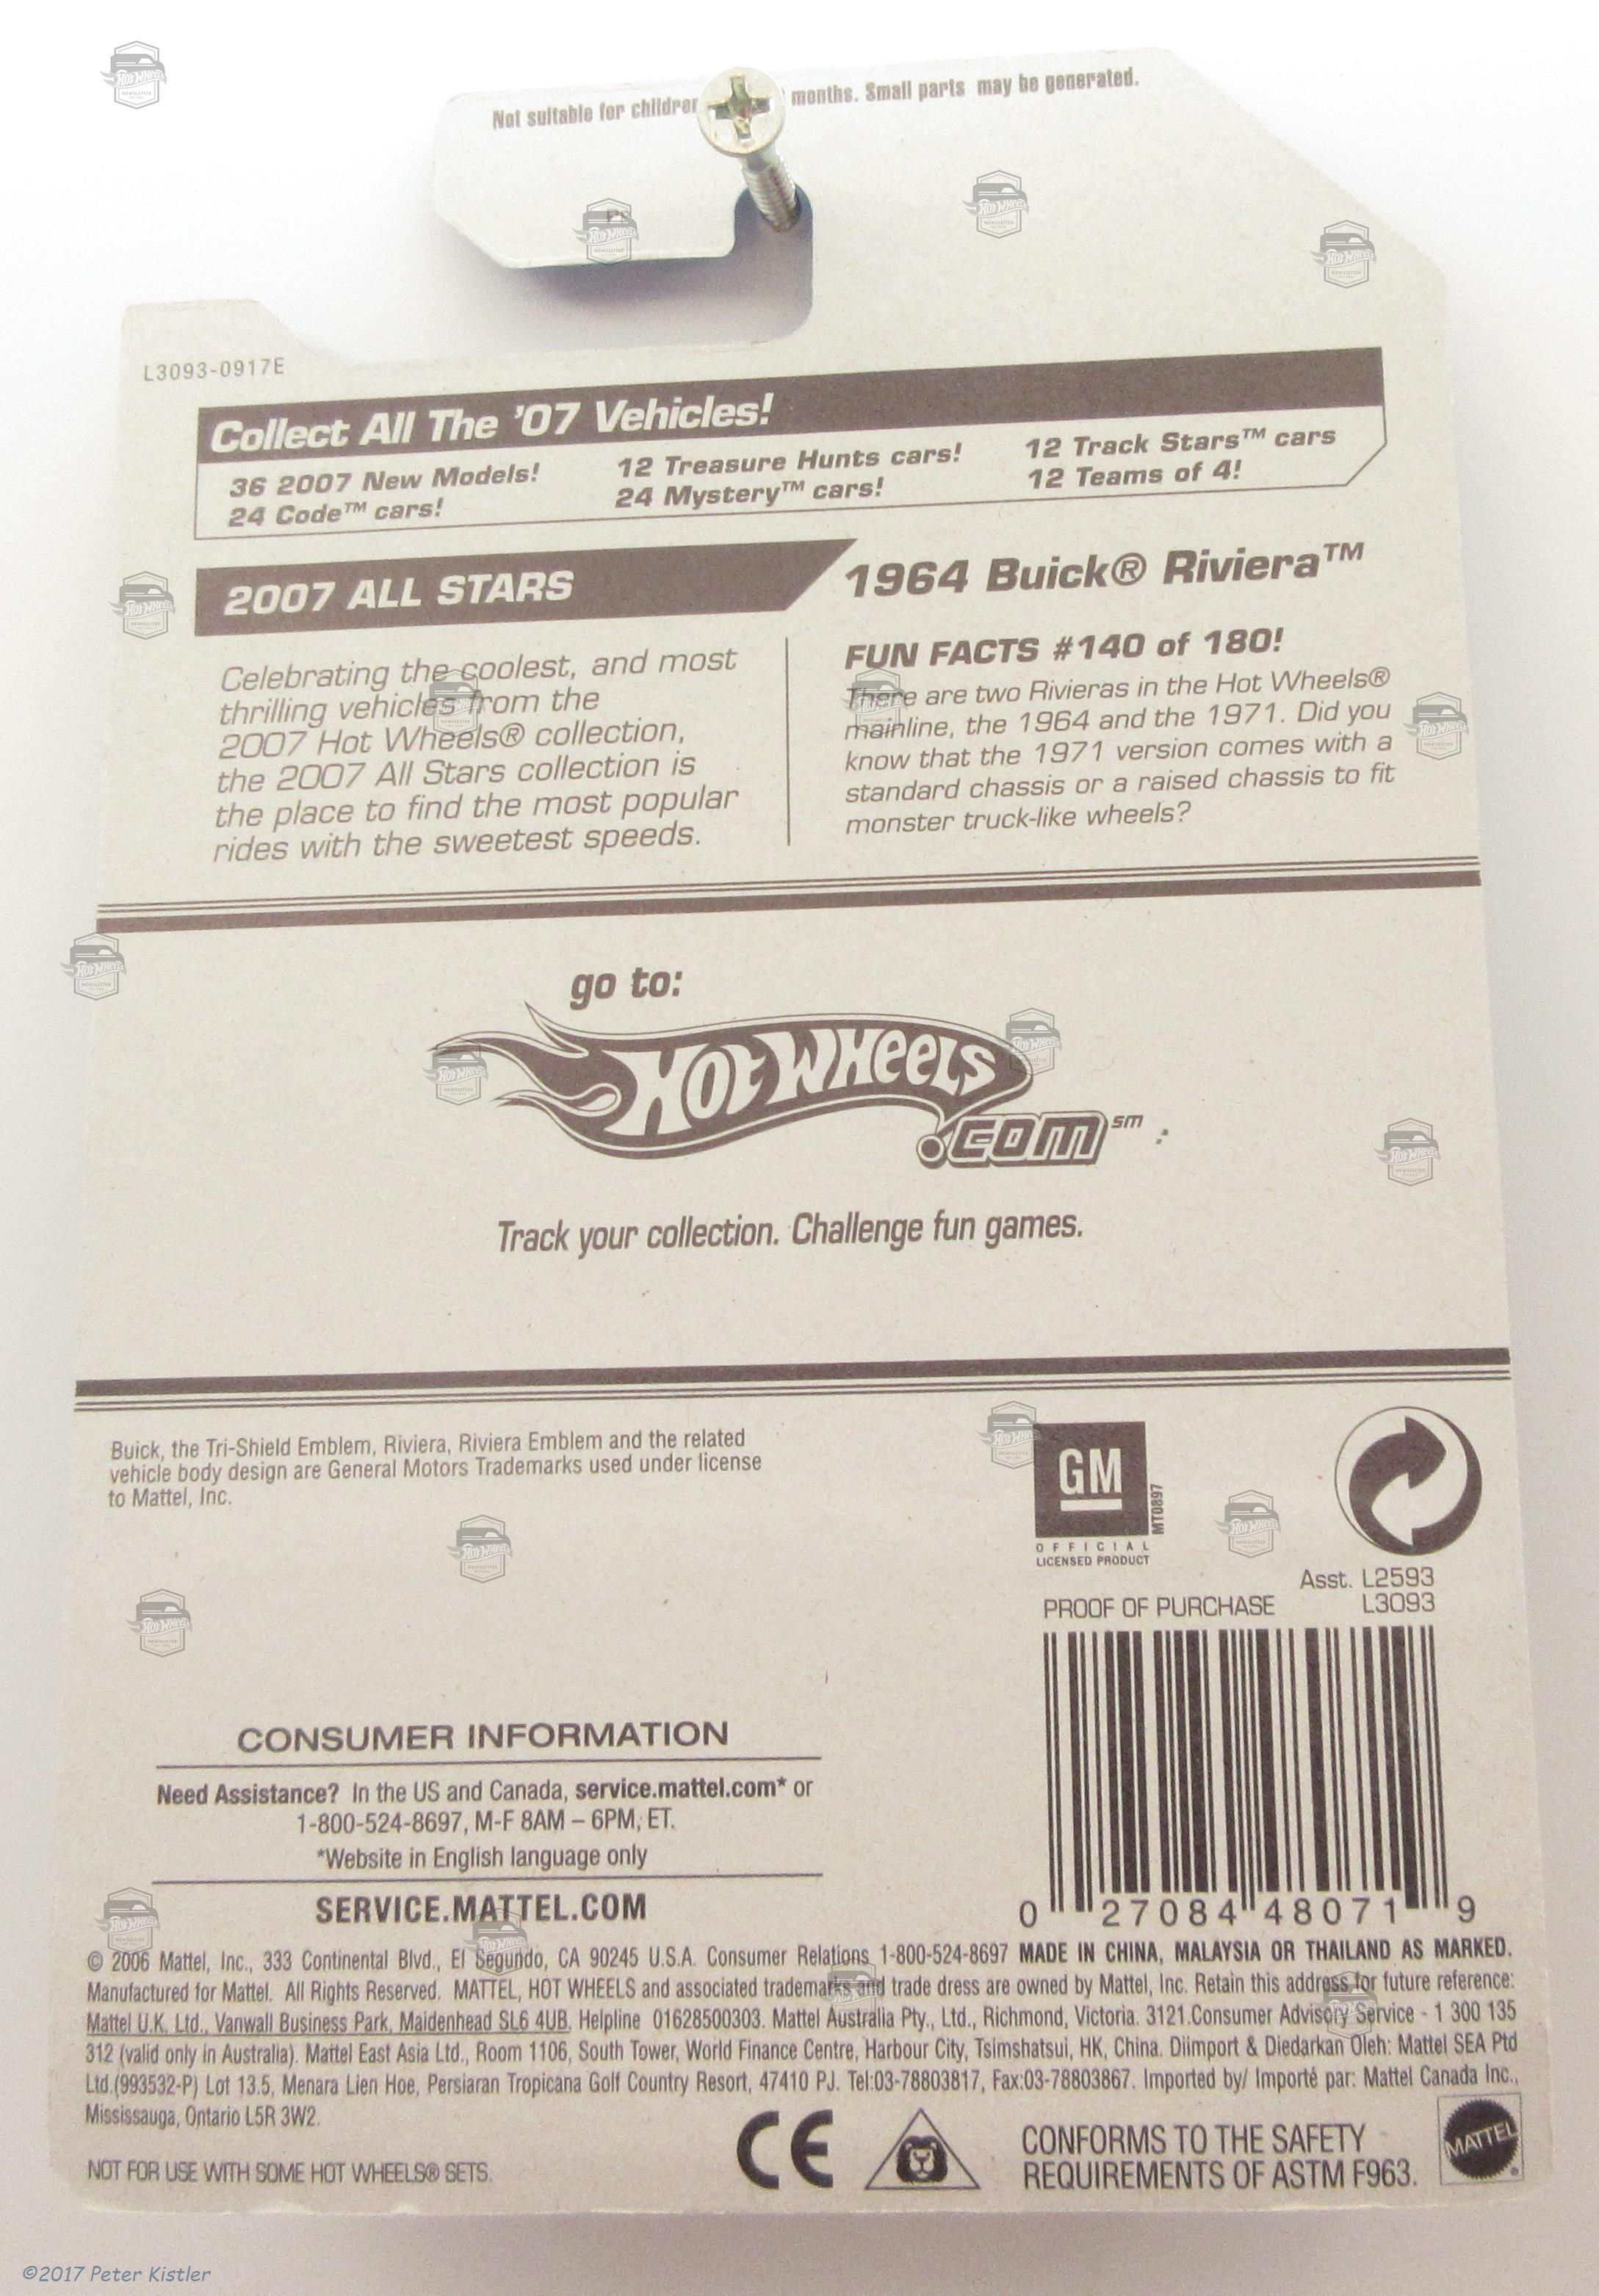 Not suitable for children months. Small parts may be generated.
L3093-0917E
Collect All The '07 Vehicles!
36 2007 New Models! 12 Treasure Hunts cars! 12 Track Stars™ cars
24 Code™ cars! 24 Mystery™ cars! 12 Teams of 4!
2007 ALL STARS
Celebrating the coolest, and most
thrilling vehicles from the
2007 Hot Wheels® collection,
the 2007 All Stars collection is
the place to find the most popular
rides with the sweetest speeds.
1964 Buick® Riviera™
FUN FACTS #140 of 180!
There are two Rivieras in the Hot Wheels®
mainline, the 1964 and the 1971. Did you
know that the 1971 version comes with a
standard chassis or a raised chassis to fit
monster truck-like wheels?
go to:
HOT WHEELS
.com℠
Track your collection. Challenge fun games.
Buick, the Tri-Shield Emblem, Riviera, Riviera Emblem and the related
vehicle body design are General Motors Trademarks used under license
to Mattel, Inc.
GM
MT0897
OFFICIAL
LICENSED PRODUCT
Asst. L2593
PROOF OF PURCHASE L3093
0 27084 48071 9
CONSUMER INFORMATION
Need Assistance? In the US and Canada, service.mattel.com* or
1-800-524-8697, M-F 8AM – 6PM, ET.
*Website in English language only
SERVICE.MATTEL.COM
© 2006 Mattel, Inc., 333 Continental Blvd., El Segundo, CA 90245 U.S.A. Consumer Relations 1-800-524-8697 MADE IN CHINA, MALAYSIA OR THAILAND AS MARKED.
Manufactured for Mattel. All Rights Reserved. MATTEL, HOT WHEELS and associated trademarks and trade dress are owned by Mattel, Inc. Retain this address for future reference:
Mattel U.K. Ltd., Vanwall Business Park, Maidenhead SL6 4UB. Helpline 01628500303. Mattel Australia Pty., Ltd., Richmond, Victoria. 3121.Consumer Advisory Service - 1 300 135
312 (valid only in Australia). Mattel East Asia Ltd., Room 1106, South Tower, World Finance Centre, Harbour City, Tsimshatsui, HK, China. Diimport & Diedarkan Oleh: Mattel SEA Ptd
Ltd.(993532-P) Lot 13.5, Menara Lien Hoe, Persiaran Tropicana Golf Country Resort, 47410 PJ. Tel:03-78803817, Fax:03-78803867. Imported by/ Importé par: Mattel Canada Inc.,
Mississauga, Ontario L5R 3W2.
NOT FOR USE WITH SOME HOT WHEELS® SETS.
CE
CONFORMS TO THE SAFETY
REQUIREMENTS OF ASTM F963.
MATTEL
©2017 Peter Kistler